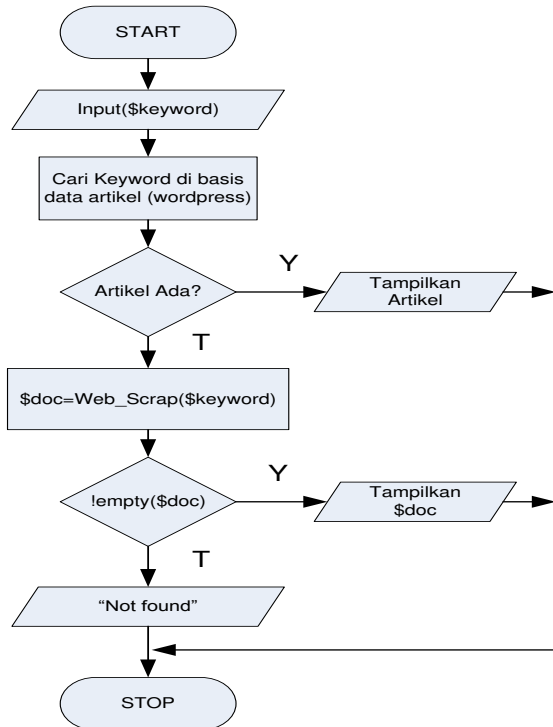 START
Input($keyword)
Cari Keyword di basis
data artikel (wordpress)
Artikel Ada?
Y
Tampilkan
Artikel
T
$doc=Web_Scrap($keyword)
!empty($doc)
Y
Tampilkan
$doc
T
“Not found”
STOP